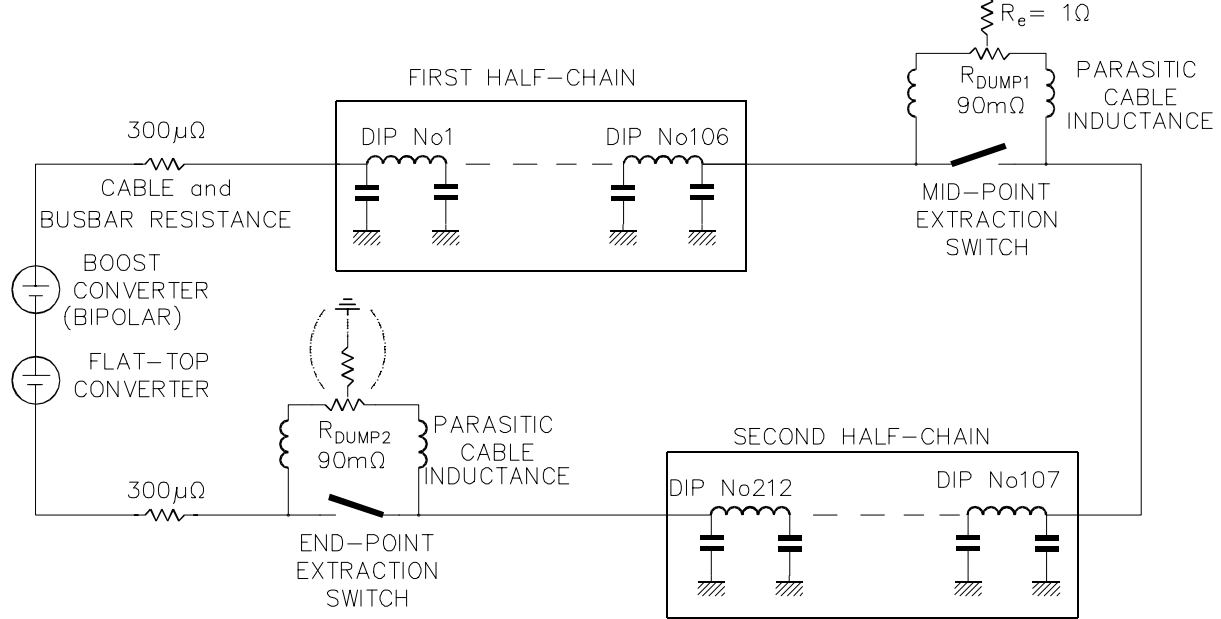 R_e= 1Ω
R_DUMP1
90mΩ
PARASITIC
CABLE
INDUCTANCE
FIRST HALF-CHAIN
300µΩ
DIP No1
DIP No106
CABLE and
BUSBAR RESISTANCE
MID-POINT
EXTRACTION
SWITCH
BOOST
CONVERTER
(BIPOLAR)
FLAT-TOP
CONVERTER
R_DUMP2
90mΩ
PARASITIC
CABLE
INDUCTANCE
SECOND HALF-CHAIN
300µΩ
DIP No212
DIP No107
END-POINT
EXTRACTION
SWITCH